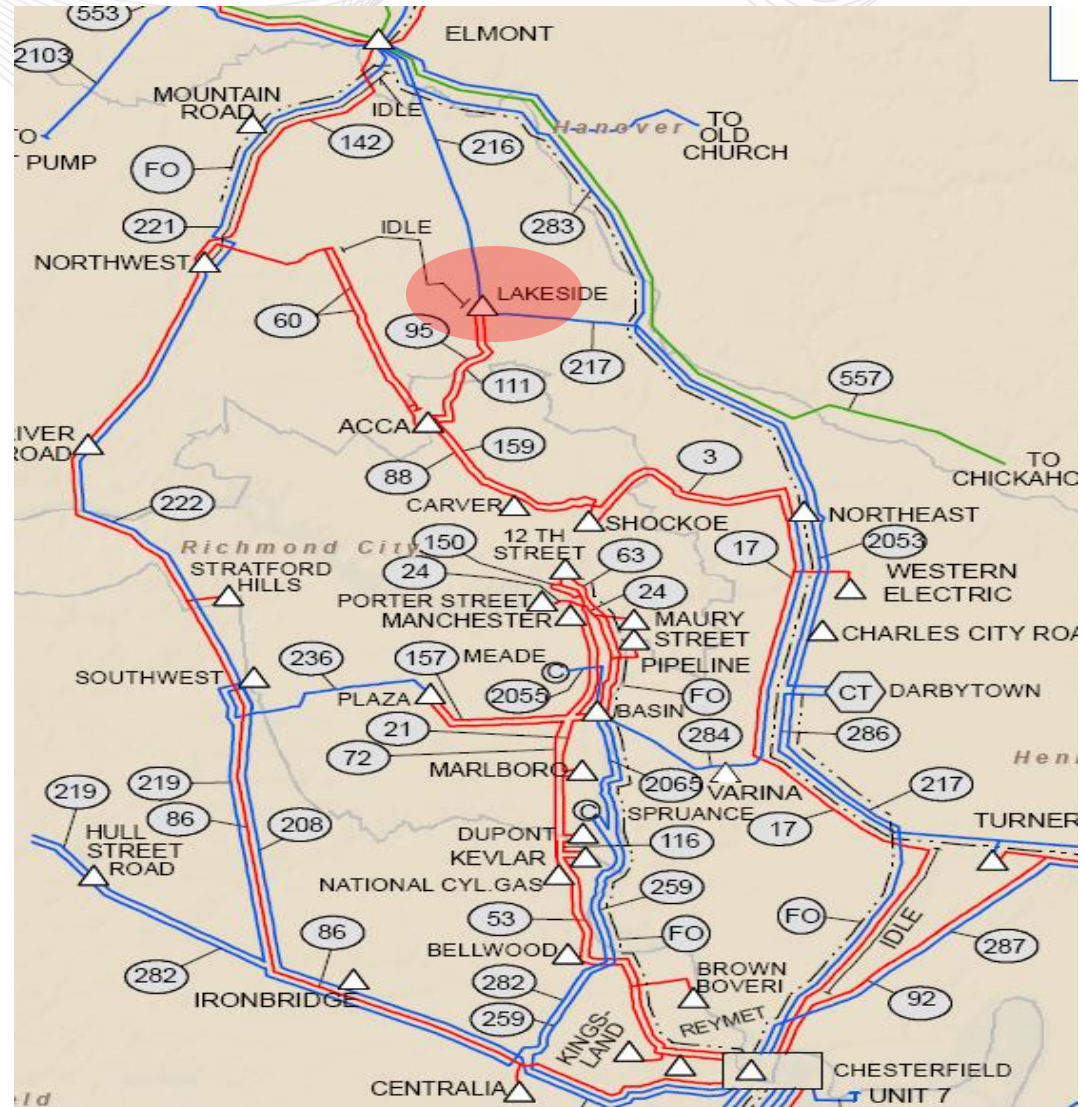 553
ELMONT
2103
MOUNTAIN
ROAD
IDLE
Hanover
TO
OLD
CHURCH
TO
PUMP
142
216
FO
283
221
IDLE
NORTHWEST
LAKESIDE
60
95
217
111
557
ACCA
159
3
TO
CHICKAHO
88
RIVER
ROAD
CARVER
SHOCKOE
NORTHEAST
222
Richmond City
150
12 TH
STREET
63
17
2053
STRATFORD
HILLS
24
24
WESTERN
ELECTRIC
PORTER STREET
MANCHESTER
MAURY
STREET
CHARLES CITY ROA
236
157
MEADE
C
PIPELINE
SOUTHWEST
PLAZA
2055
FO
CT
DARBYTOWN
BASIN
21
284
286
72
MARLBORO
2065
VARINA
Henr
219
219
C
SPRUANCE
217
86
208
DUPONT
116
17
TURNER
HULL
STREET
ROAD
KEVLAR
NATIONAL CYL.GAS
259
53
FO
IDLE
86
FO
287
BELLWOOD
282
282
BROWN
BOVERI
92
IRONBRIDGE
259
KINGS-
LAND
REYMET
CHESTERFIELD
CENTRALIA
UNIT 7
eld